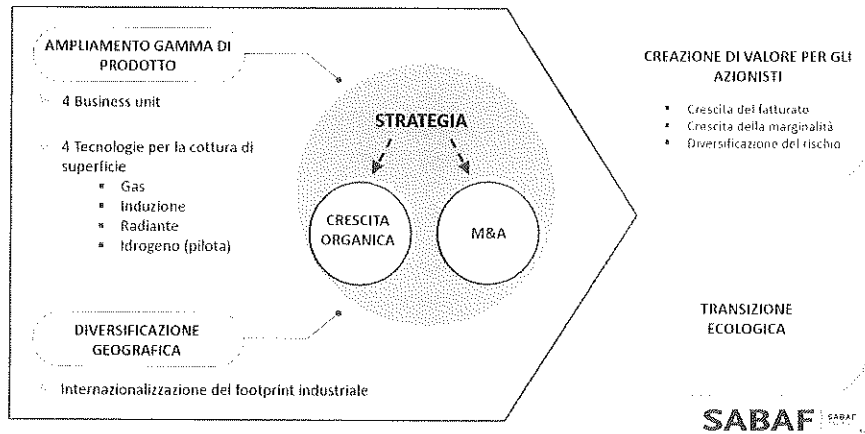 AMPLIAMENTO GAMMA DI
PRODOTTO
4 Business unit
4 Tecnologie per la cottura di
superficie
Gas
Induzione
Radiante
Idrogeno (pilota)
DIVERSIFICAZIONE
GEOGRAFICA
Internazionalizzazione del footprint industriale
STRATEGIA
CRESCITA
ORGANICA
M&A
CREAZIONE DI VALORE PER GLI
AZIONISTI
Crescita del fatturato
Crescita della marginalità
Diversificazione del rischio
TRANSIZIONE
ECOLOGICA
SABAF
SABAF